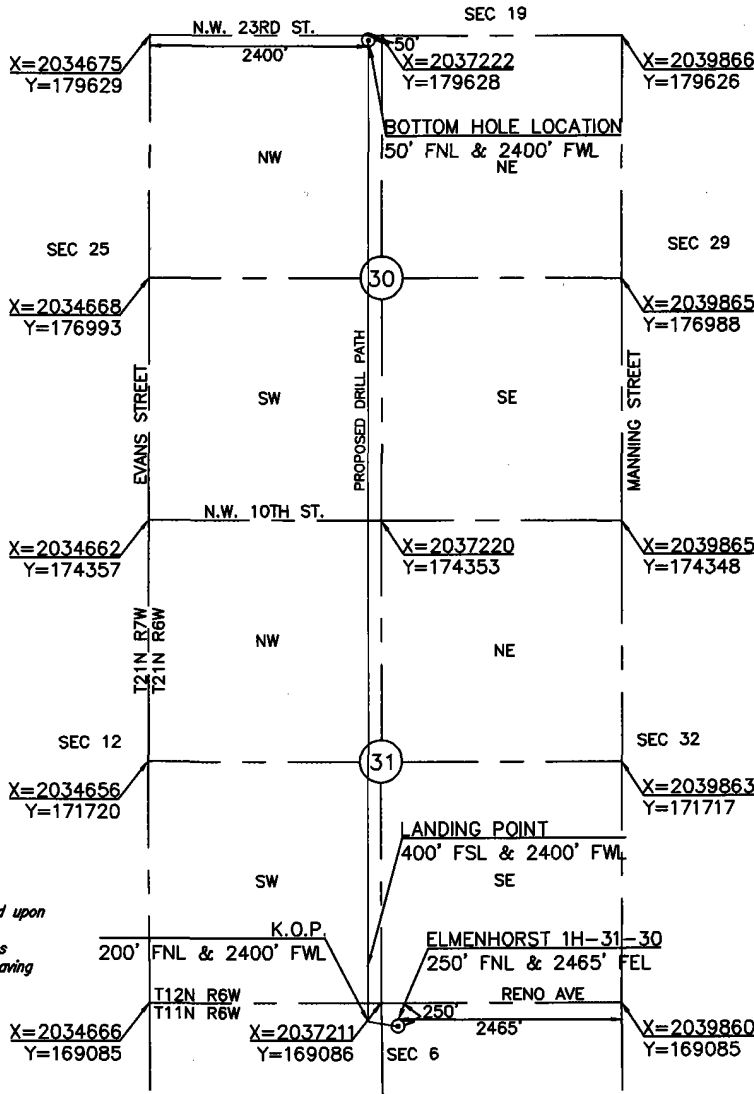 SEC 19
N.W. 23RD ST.
50'
2400'
X=2034675
Y=179629
X=2037222
Y=179628
X=2039866
Y=179626
BOTTOM HOLE LOCATION
50' FNL & 2400' FWL
NW
NE
SEC 25
SEC 29
30
X=2034668
Y=176993
X=2039865
Y=176988
EVANS STREET
SW
PROPOSED DRILL PATH
SE
MANNING STREET
N.W. 10TH ST.
X=2034662
Y=174357
X=2037220
Y=174353
X=2039865
Y=174348
T21N R7W
T21N R6W
NW
NE
SEC 12
SEC 32
31
X=2034656
Y=171720
X=2039863
Y=171717
LANDING POINT
400' FSL & 2400' FWL
SW
SE
upon
K.O.P.
200' FNL & 2400' FWL
ELMENHORST 1H-31-30
250' FNL & 2465' FEL
T12N R6W
T11N R6W
RENO AVE
250'
2465'
X=2034666
Y=169085
X=2037211
Y=169086
SEC 6
X=2039860
Y=169085